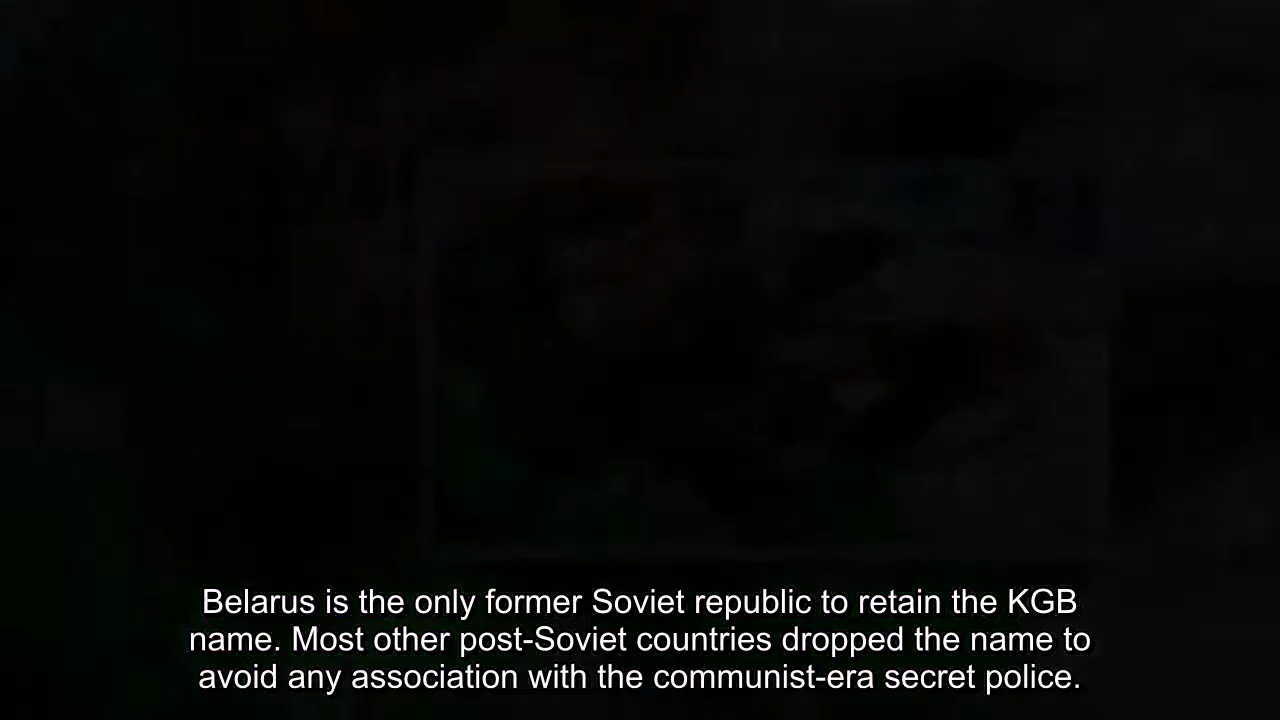 Belarus is the only former Soviet republic to retain the KGB
name. Most other post-Soviet countries dropped the name to
avoid any association with the communist-era secret police.